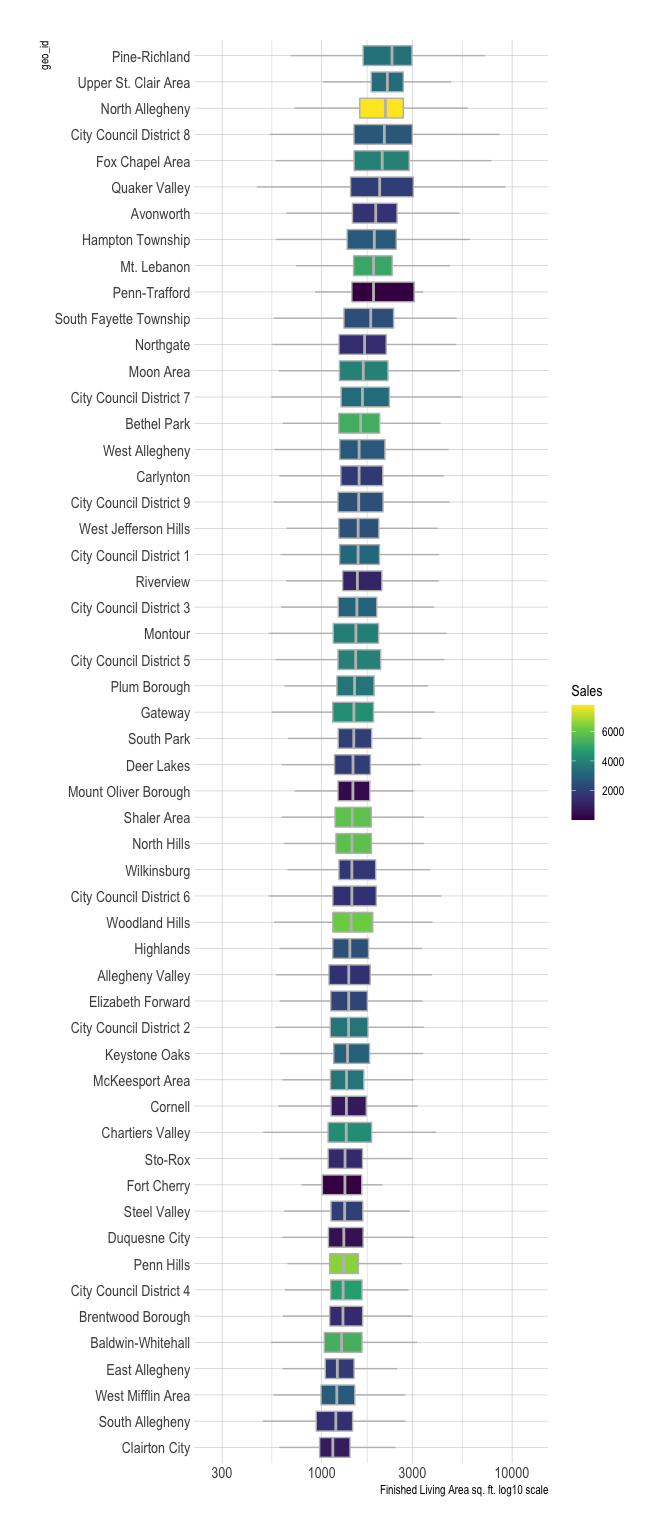 geo_id
Pine-Richland
Upper St. Clair Area
North Allegheny
City Council District 8
Fox Chapel Area
Quaker Valley
Avonworth
Hampton Township
Mt. Lebanon
Penn-Trafford
South Fayette Township
Northgate
Moon Area
City Council District 7
Bethel Park
West Allegheny
Carlynton
City Council District 9
West Jefferson Hills
City Council District 1
Riverview
City Council District 3
Montour
City Council District 5
Plum Borough
Gateway
South Park
Deer Lakes
Mount Oliver Borough
Shaler Area
North Hills
Wilkinsburg
City Council District 6
Woodland Hills
Highlands
Allegheny Valley
Elizabeth Forward
City Council District 2
Keystone Oaks
McKeesport Area
Cornell
Chartiers Valley
Sto-Rox
Fort Cherry
Steel Valley
Duquesne City
Penn Hills
City Council District 4
Brentwood Borough
Baldwin-Whitehall
East Allegheny
West Mifflin Area
South Allegheny
Clairton City
300 1000 3000 10000
Finished Living Area sq. ft. log10 scale
Sales
6000
4000
2000